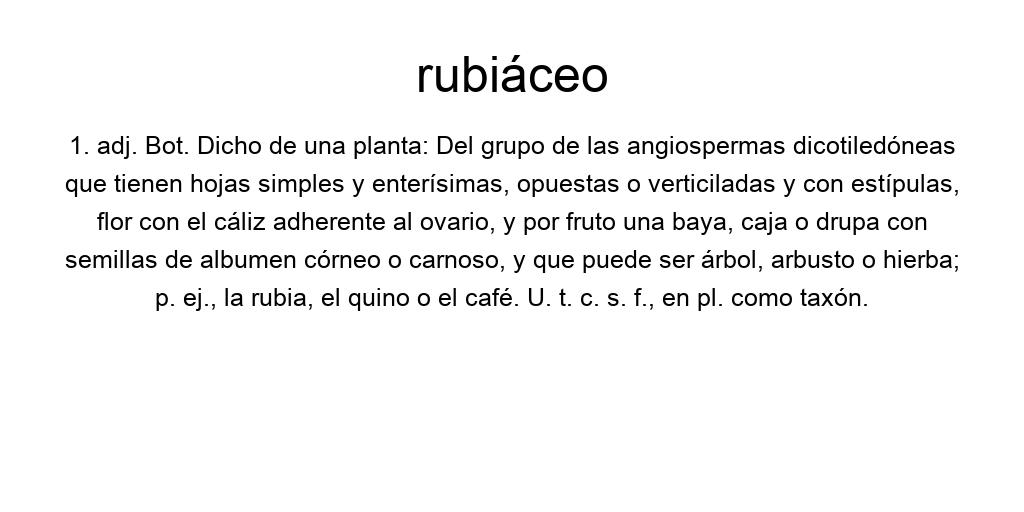 rubiáceo
1. adj. Bot. Dicho de una planta: Del grupo de las angiospermas dicotiledóneas
que tienen hojas simples y enterísimas, opuestas o verticiladas y con estípulas,
flor con el cáliz adherente al ovario, y por fruto una baya, caja o drupa con
semillas de albumen córneo o carnoso, y que puede ser árbol, arbusto o hierba;
p. ej., la rubia, el quino o el café. U. t. c. s. f., en pl. como taxón.